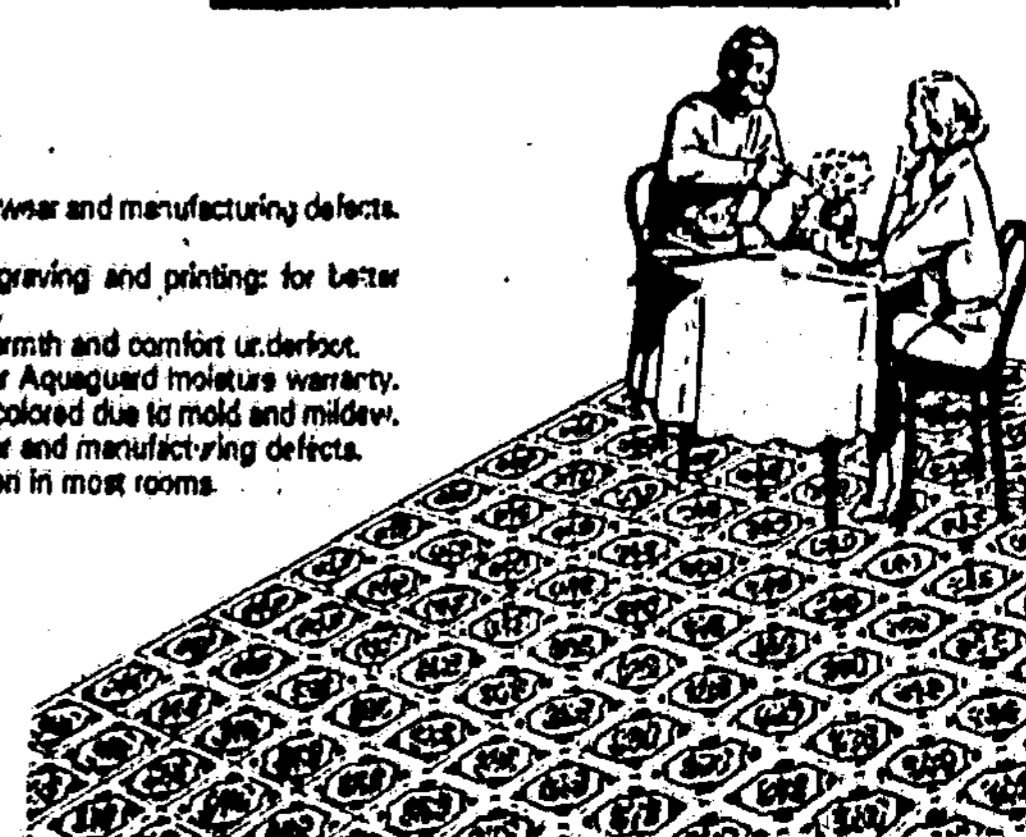 wear and manufacturing defects.
graving and printing: for better
rmth and comfort underfoot.
r Aquaguard moisture warranty.
colored due to mold and mildew.
r and manufacturing defects.
on in most rooms.